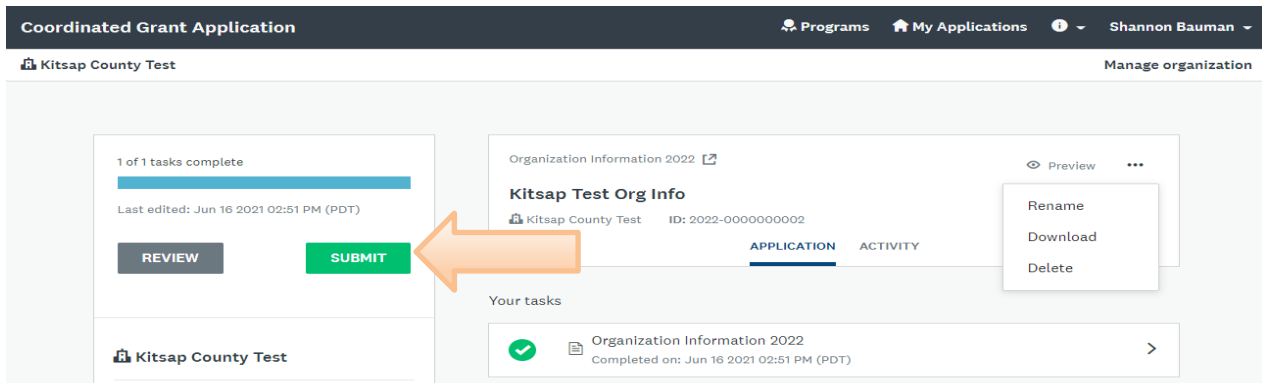 Coordinated Grant Application
Programs
My Applications
Shannon Bauman
Kitsap County Test
Manage organization
1 of 1 tasks complete
Last edited: Jun 16 2021 02:51 PM (PDT)
REVIEW
SUBMIT
Kitsap County Test
Organization Information 2022
Preview
Kitsap Test Org Info
Kitsap County Test
ID: 2022-0000000002
APPLICATION
ACTIVITY
Rename
Download
Delete
Your tasks
Organization Information 2022
Completed on: Jun 16 2021 02:51 PM (PDT)